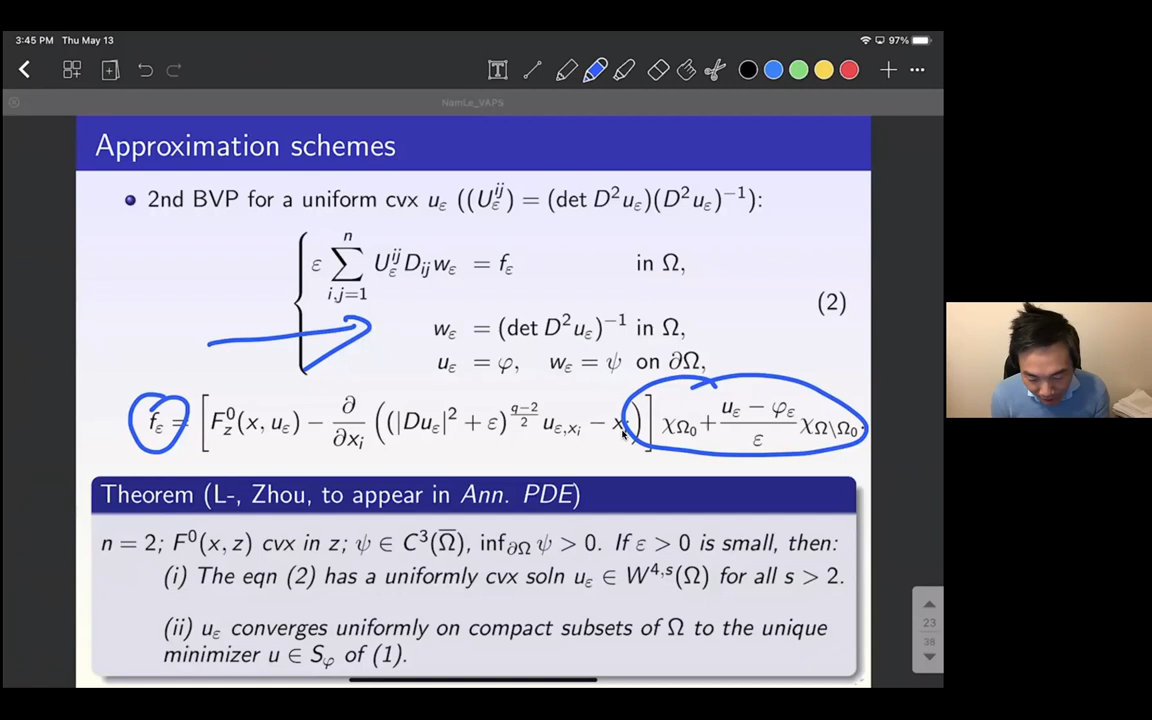 3:45 PM Thu May 13
97%
NamLe_VAPS
Approximation schemes
2nd BVP for a uniform cvx u_ε ((U_ε^{ij}) = (det D²u_ε)(D²u_ε)^{-1}):
ε ∑_{i,j=1}^{n} U_ε^{ij} D_{ij} w_ε = f_ε in Ω,
(2)
w_ε = (det D²u_ε)^{-1} in Ω,
u_ε = φ, w_ε = ψ on ∂Ω,
f_ε = [F_z^0(x, u_ε) − ∂/∂x_i ((|Du_ε|² + ε)^{(q−2)/2} u_{ε,x_i} − x_i)] χ_{Ω_0} + (u_ε − φ_ε)/ε χ_{Ω∖Ω_0}.
Theorem (L-, Zhou, to appear in Ann. PDE)
n = 2; F^0(x, z) cvx in z; ψ ∈ C³(Ω̅), inf_{∂Ω} ψ > 0. If ε > 0 is small, then:
(i) The eqn (2) has a uniformly cvx soln u_ε ∈ W^{4,s}(Ω) for all s > 2.
(ii) u_ε converges uniformly on compact subsets of Ω to the unique
minimizer u ∈ S_φ of (1).
23
38